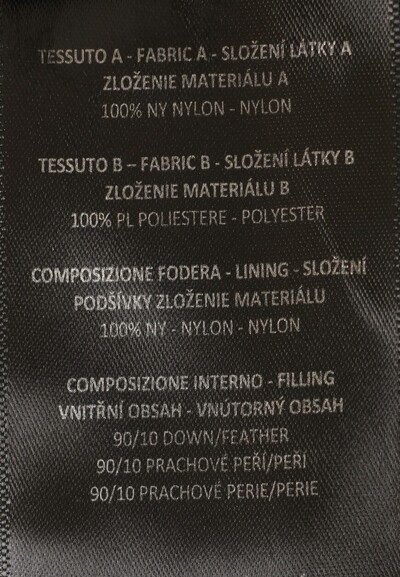 TESSUTO A - FABRIC A - SLOŽENÍ LÁTKY A
ZLOŽENIE MATERIÁLU A
100% NY NYLON - NYLON
TESSUTO B – FABRIC B - SLOŽENÍ LÁTKY B
ZLOŽENIE MATERIÁLU B
100% PL POLIESTERE - POLYESTER
COMPOSIZIONE FODERA - LINING - SLOŽENÍ
PODŠÍVKY ZLOŽENIE MATERIÁLU
100% NY - NYLON - NYLON
COMPOSIZIONE INTERNO - FILLING
VNITŘNÍ OBSAH - VNÚTORNÝ OBSAH
90/10 DOWN/FEATHER
90/10 PRACHOVÉ PEŘÍ/PEŘÍ
90/10 PRACHOVÉ PERIE/PERIE